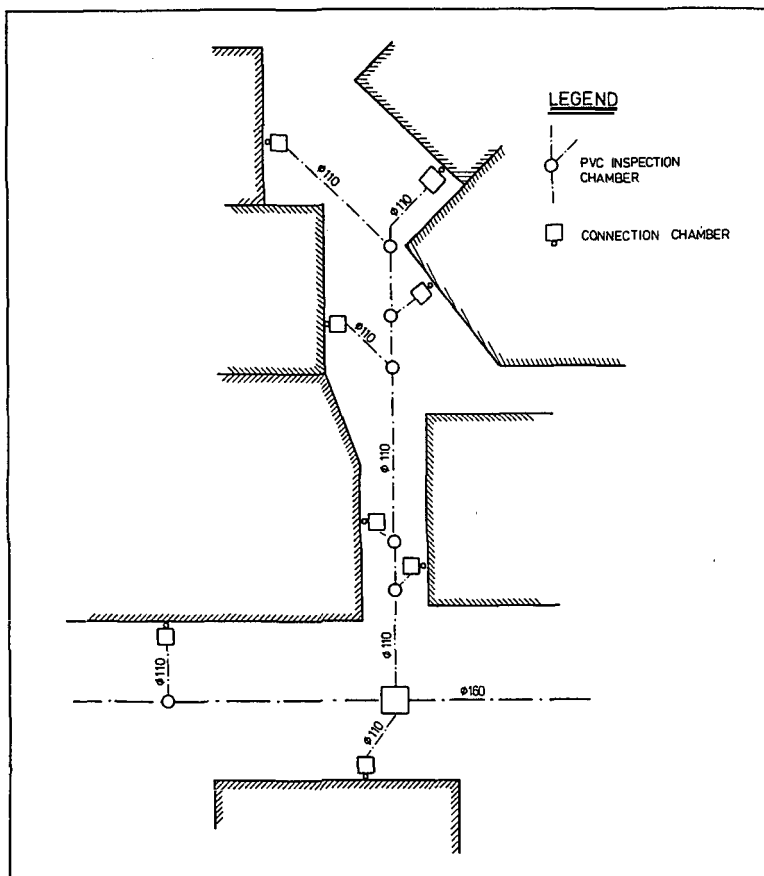 LEGEND
PVC INSPECTION
CHAMBER
CONNECTION CHAMBER
ø110
ø110
ø110
ø110
ø110
ø110
ø160
ø110